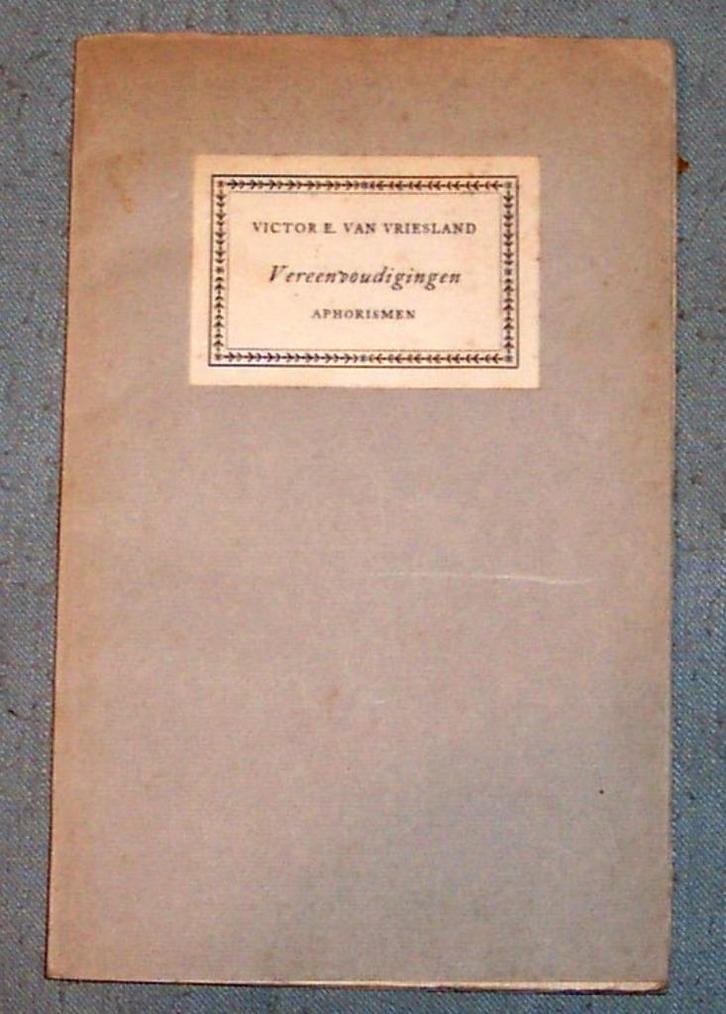 VICTOR E. VAN VRIESLAND
Vereenvoudigingen
APHORISMEN